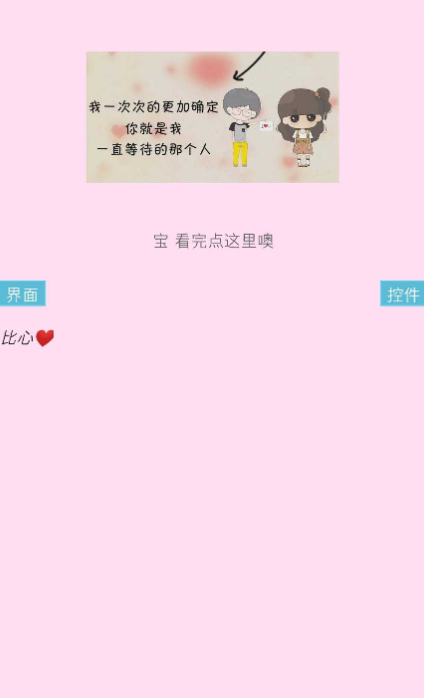 我一次次的更加确定
你就是我
一直等待的那个人
宝 看完点这里噢
界面
控件
比心❤